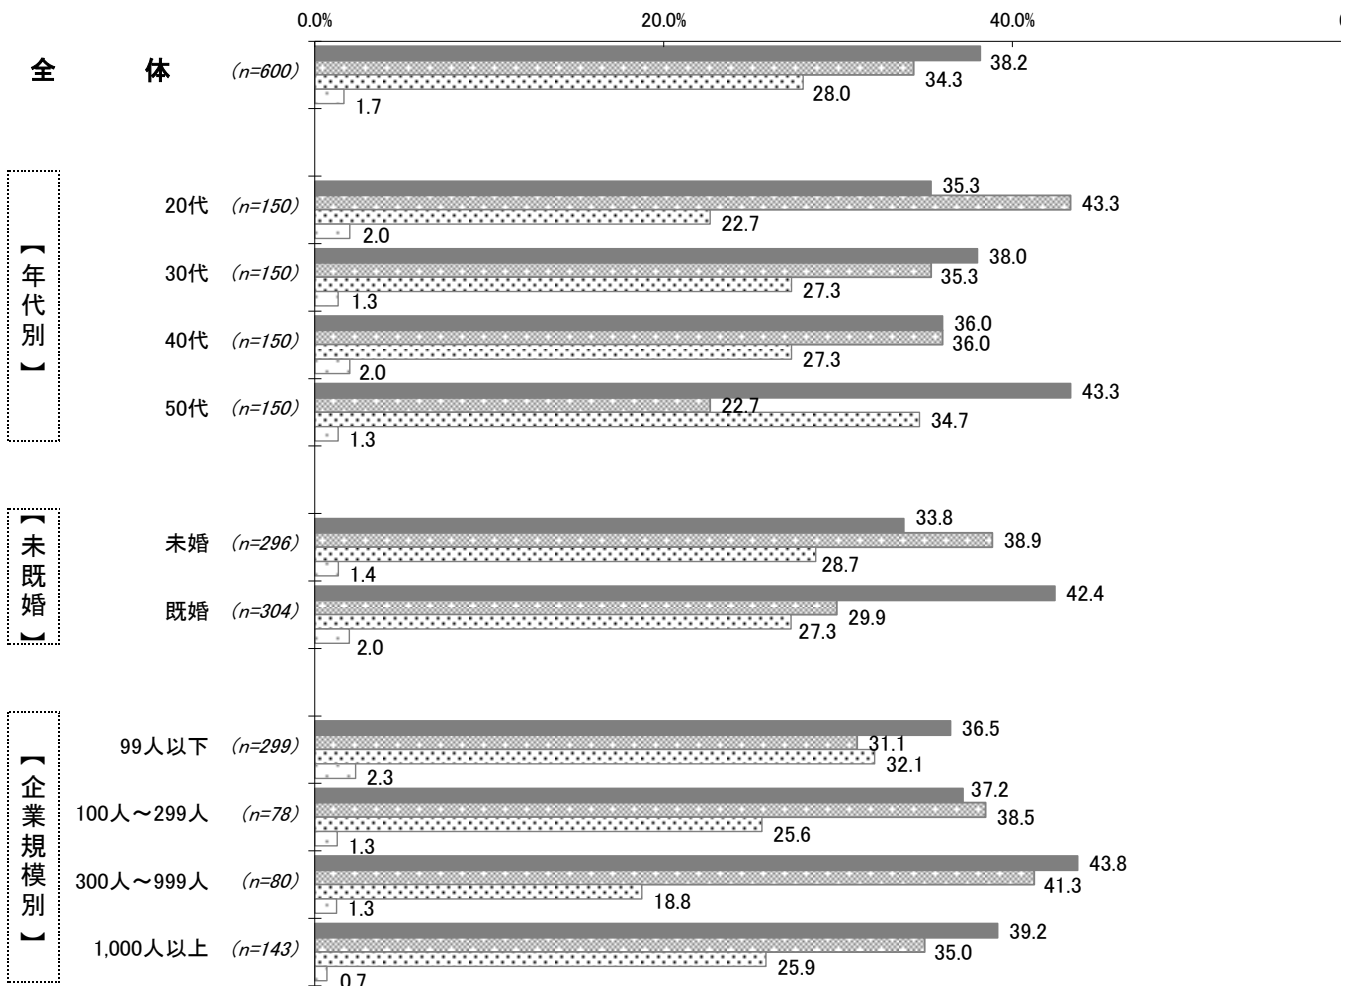 0.0% 20.0% 40.0%
全 体 (n=600)
38.2
34.3
28.0
1.7
【年代別】
20代 (n=150)
35.3
43.3
22.7
2.0
30代 (n=150)
38.0
35.3
27.3
1.3
40代 (n=150)
36.0
36.0
27.3
2.0
50代 (n=150)
43.3
22.7
34.7
1.3
【未既婚】
未婚 (n=296)
33.8
38.9
28.7
1.4
既婚 (n=304)
42.4
29.9
27.3
2.0
【企業規模別】
99人以下 (n=299)
36.5
31.1
32.1
2.3
100人～299人 (n=78)
37.2
38.5
25.6
1.3
300人～999人 (n=80)
43.8
41.3
18.8
1.3
1,000人以上 (n=143)
39.2
35.0
25.9
0.7